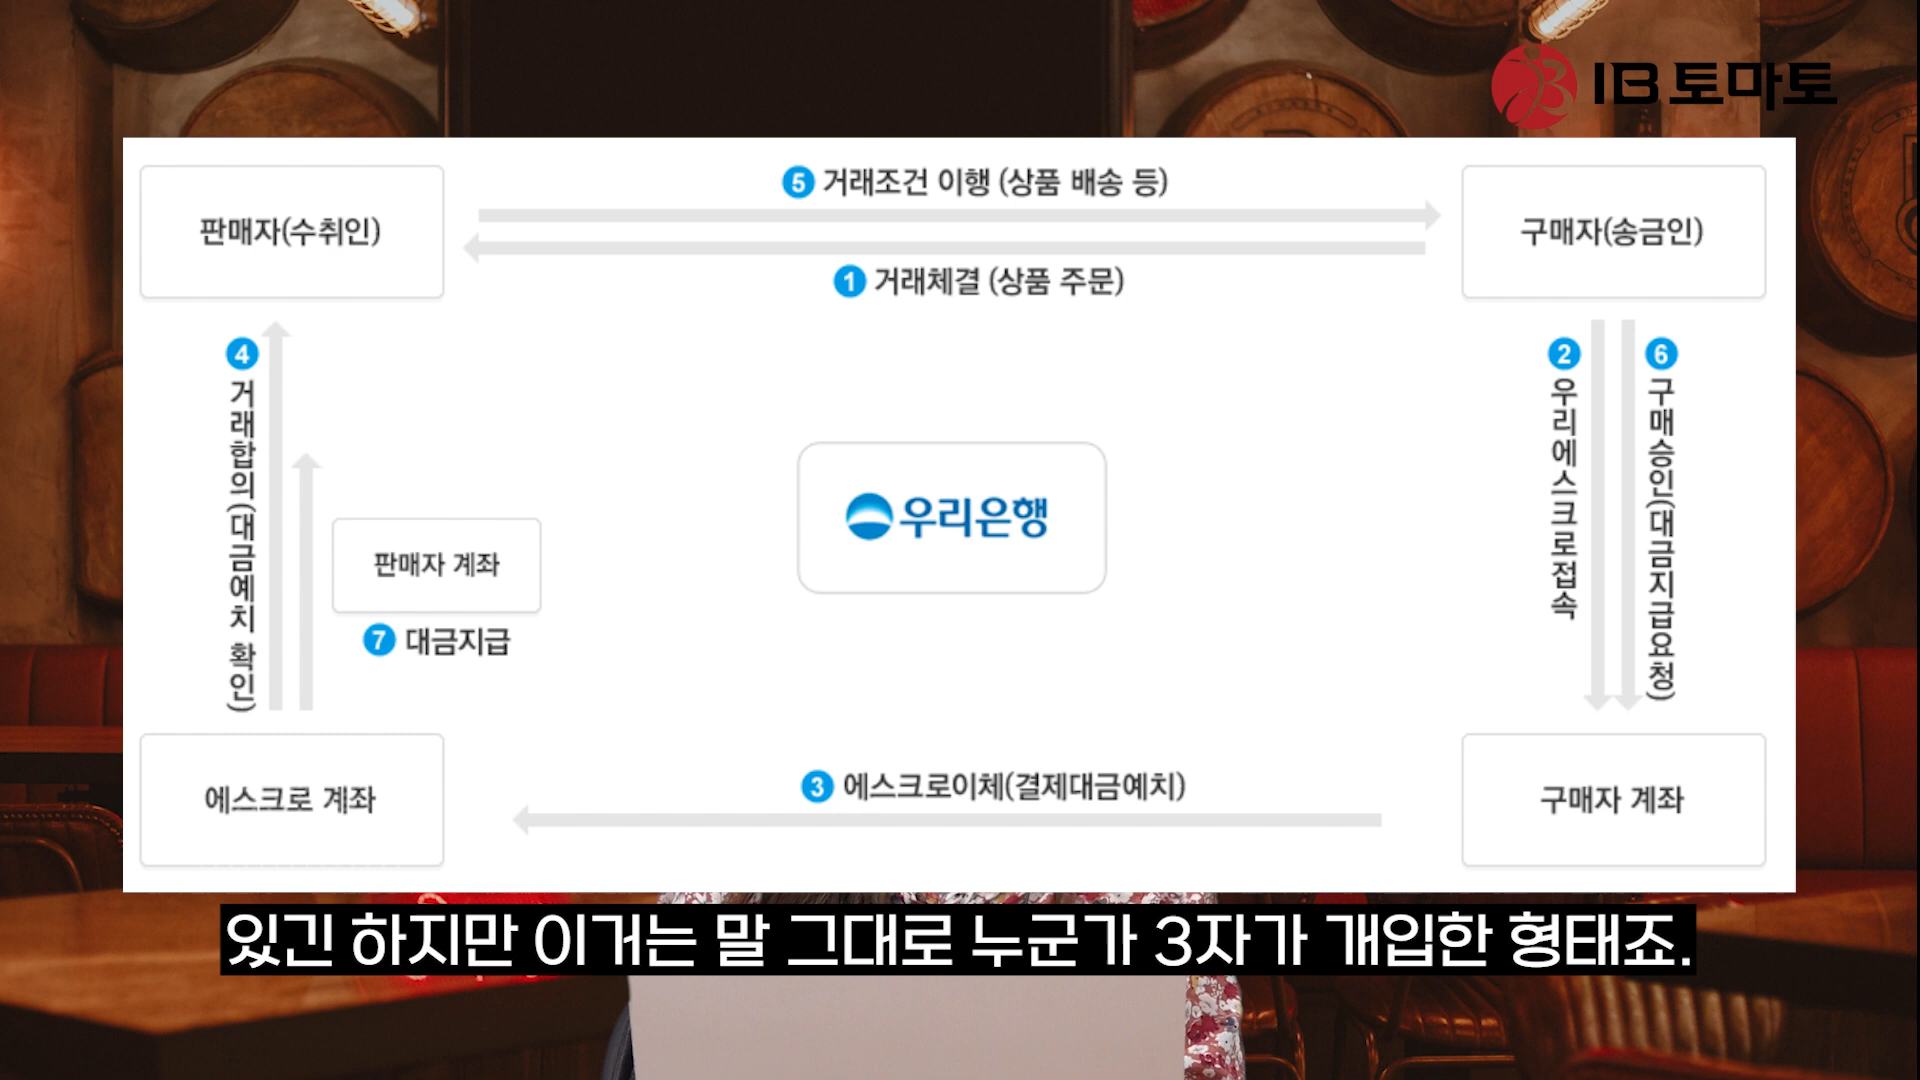 IB토마토
5 거래조건 이행 (상품 배송 등)
판매자(수취인)
구매자(송금인)
1 거래체결 (상품 주문)
4 거래합의(대금예치 확인)
2 우리에스크로접속
6 구매승인(대금지급요청)
우리은행
판매자 계좌
7 대금지급
에스크로 계좌
3 에스크로이체(결제대금예치)
구매자 계좌
있긴 하지만 이거는 말 그대로 누군가 3자가 개입한 형태죠.